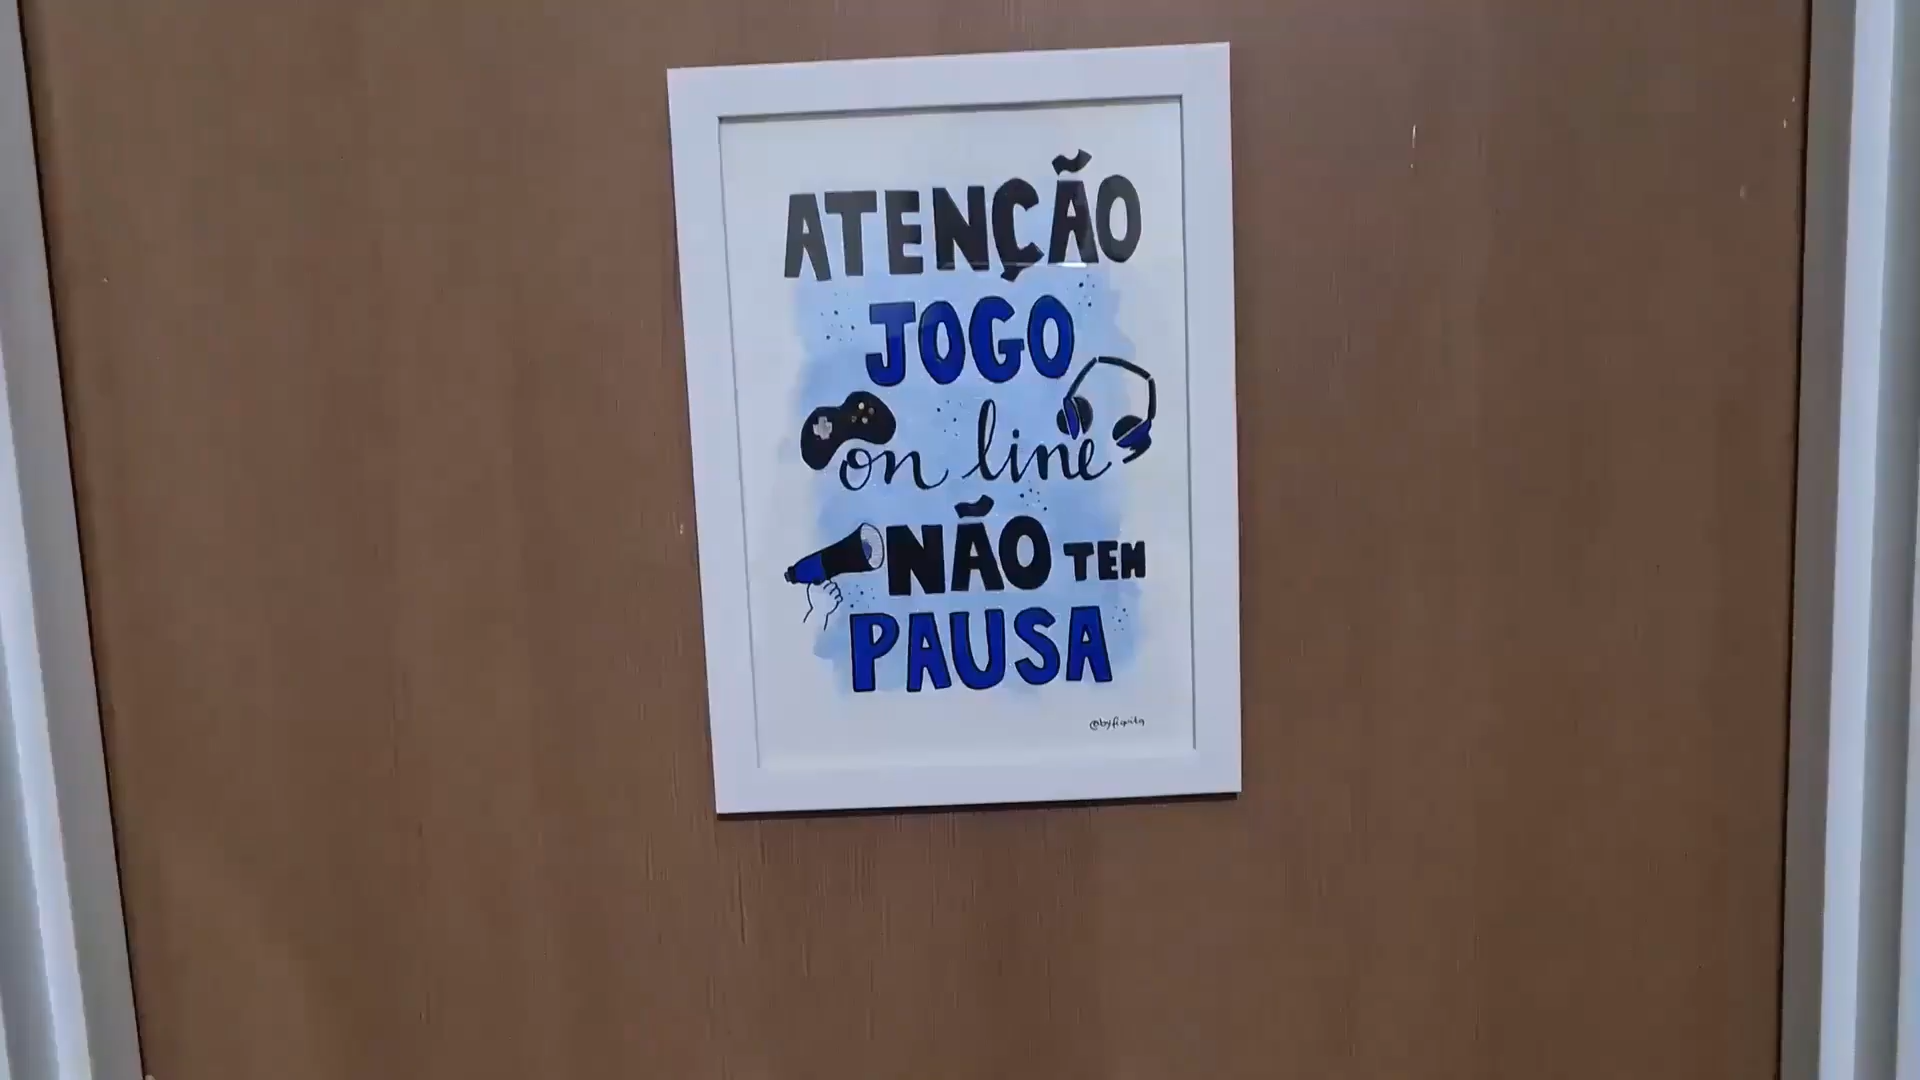 ATENÇÃO
JOGO
on line
NÃO TEM
PAUSA